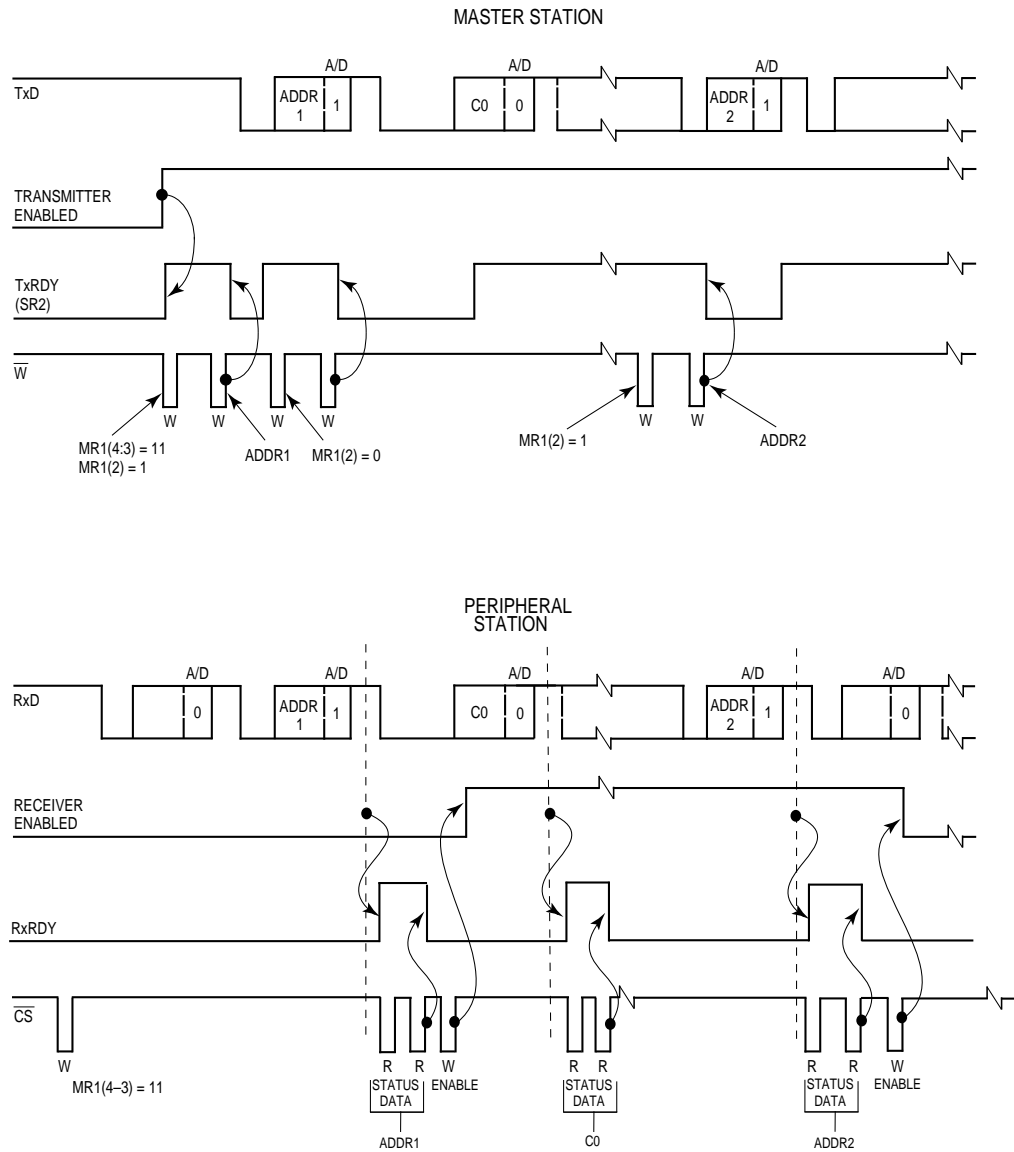 MASTER STATION
A/D
A/D
A/D
TxD
ADDR
1
1
C0
0
ADDR
2
1
TRANSMITTER
ENABLED
TxRDY
(SR2)
W
W
W
W
W
W
W
MR1(4:3) = 11
MR1(2) = 1
ADDR1
MR1(2) = 0
MR1(2) = 1
ADDR2
PERIPHERAL
STATION
A/D
A/D
A/D
A/D
A/D
RxD
0
ADDR
1
1
C0
0
ADDR
2
1
0
RECEIVER
ENABLED
RxRDY
CS
W
R
R
W
R
R
R
R
W
MR1(4–3) = 11
STATUS
DATA
ENABLE
STATUS
DATA
STATUS
DATA
ENABLE
ADDR1
C0
ADDR2